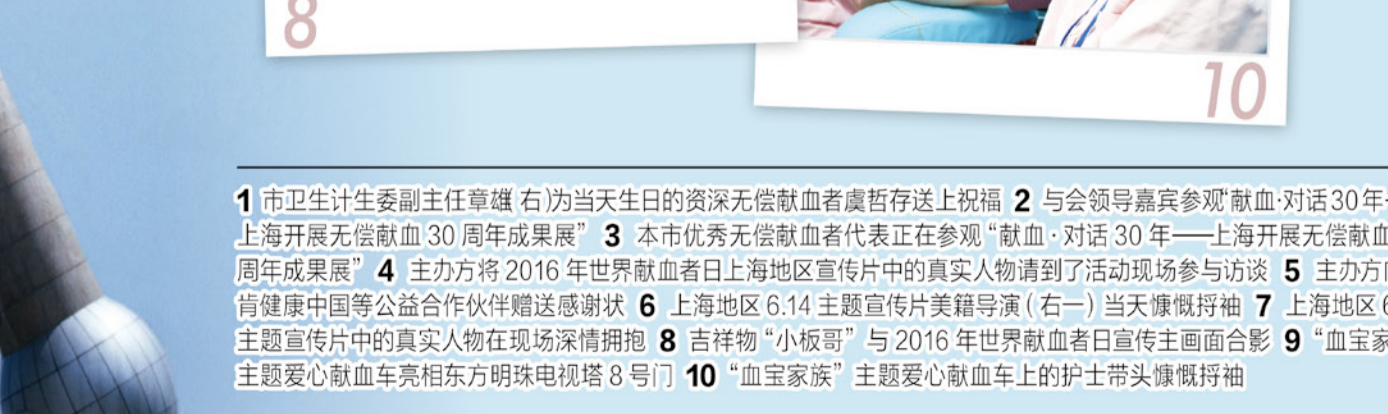 8
10
1 市卫生计生委副主任章雄(右)为当天生日的资深无偿献血者虞哲存送上祝福 2 与会领导嘉宾参观“献血·对话30年—
上海开展无偿献血 30 周年成果展” 3 本市优秀无偿献血者代表正在参观“献血·对话 30 年——上海开展无偿献血
周年成果展” 4 主办方将 2016 年世界献血者日上海地区宣传片中的真实人物请到了活动现场参与访谈 5 主办方向
肯健康中国等公益合作伙伴赠送感谢状 6 上海地区 6.14 主题宣传片美籍导演(右一)当天慷慨捋袖 7 上海地区 6
主题宣传片中的真实人物在现场深情拥抱 8 吉祥物“小板哥”与 2016 年世界献血者日宣传主画面合影 9 “血宝家
主题爱心献血车亮相东方明珠电视塔 8 号门 10 “血宝家族”主题爱心献血车上的护士带头慷慨捋袖